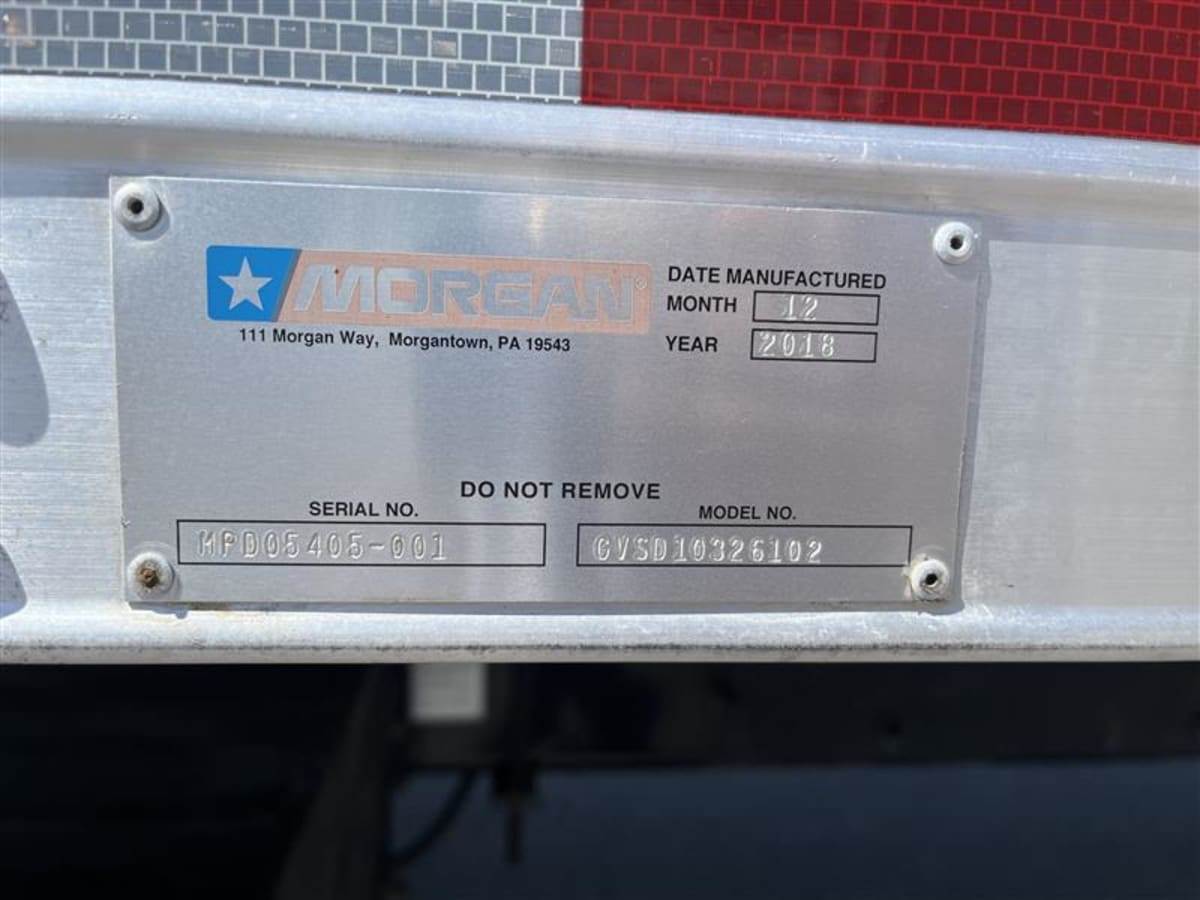 MORGAN®
111 Morgan Way, Morgantown, PA 19543
DATE MANUFACTURED
MONTH 12
YEAR 2018
DO NOT REMOVE
SERIAL NO.
MPD05405-001
MODEL NO.
GVSD10326102